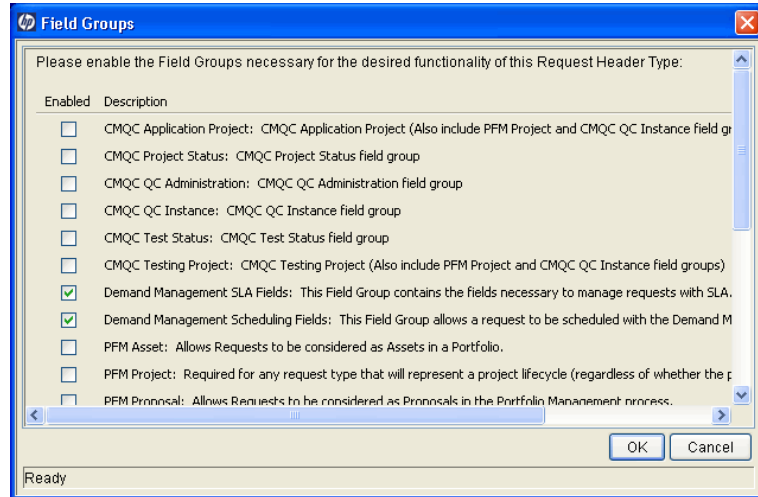 hp Field Groups
Please enable the Field Groups necessary for the desired functionality of this Request Header Type:
Enabled Description
CMQC Application Project: CMQC Application Project (Also include PFM Project and CMQC QC Instance field gr
CMQC Project Status: CMQC Project Status field group
CMQC QC Administration: CMQC QC Administration field group
CMQC QC Instance: CMQC QC Instance field group
CMQC Test Status: CMQC Test Status field group
CMQC Testing Project: CMQC Testing Project (Also include PFM Project and CMQC QC Instance field groups)
Demand Management SLA Fields: This Field Group contains the fields necessary to manage requests with SLA.
Demand Management Scheduling Fields: This Field Group allows a request to be scheduled with the Demand M
PFM Asset: Allows Requests to be considered as Assets in a Portfolio.
PFM Project: Required for any request type that will represent a project lifecycle (regardless of whether the p
PFM Proposal: Allows Requests to be considered as Proposals in the Portfolio Management process.
OK Cancel
Ready